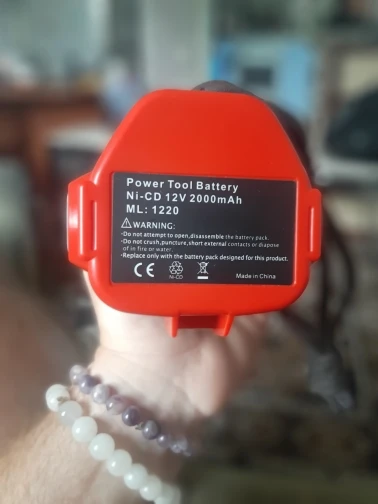 Power Tool Battery
Ni-CD 12V 2000mAh
ML: 1220
WARNING:
·Do not attempt to open,disassemble the battery pack.
·Do not crush,puncture,short external contacts or dispose
of in fire or water.
·Replace only with the battery pack designed for this product.
CE
Ni-CD
Made in China